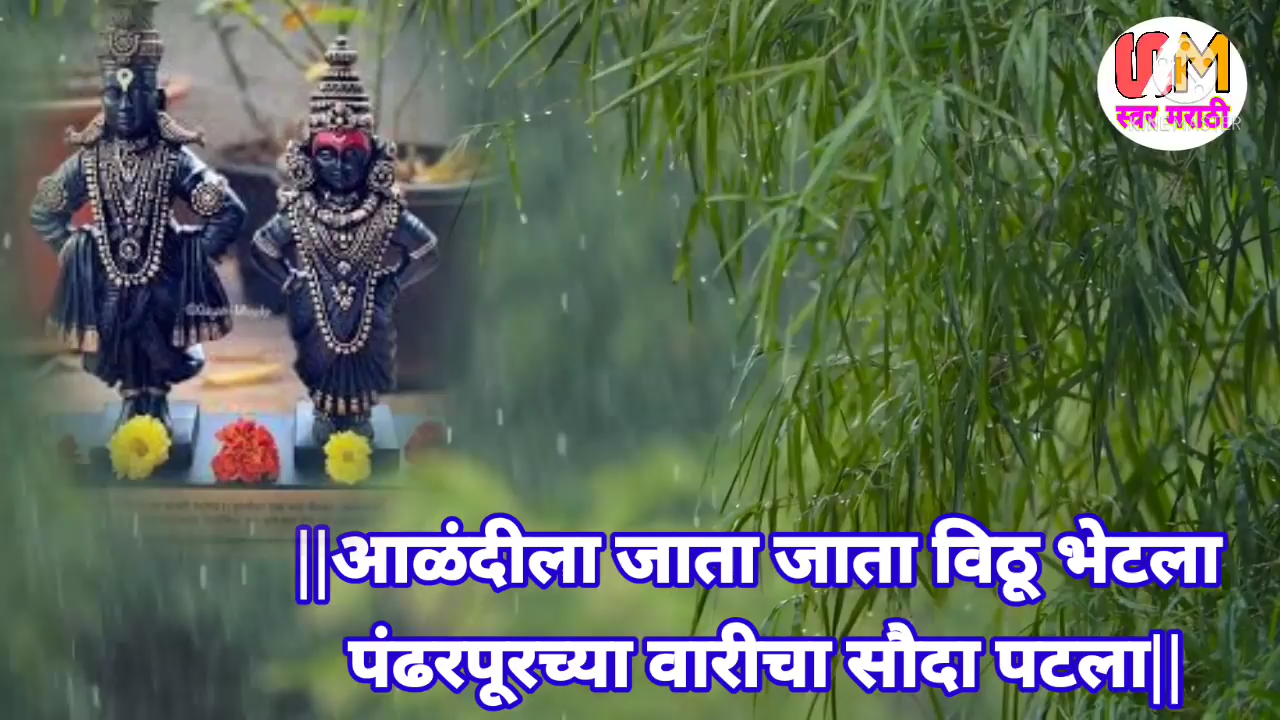 स्वर मराठी
||आळंदीला जाता जाता विठू भेटला
पंढरपूरच्या वारीचा सौदा पटला||